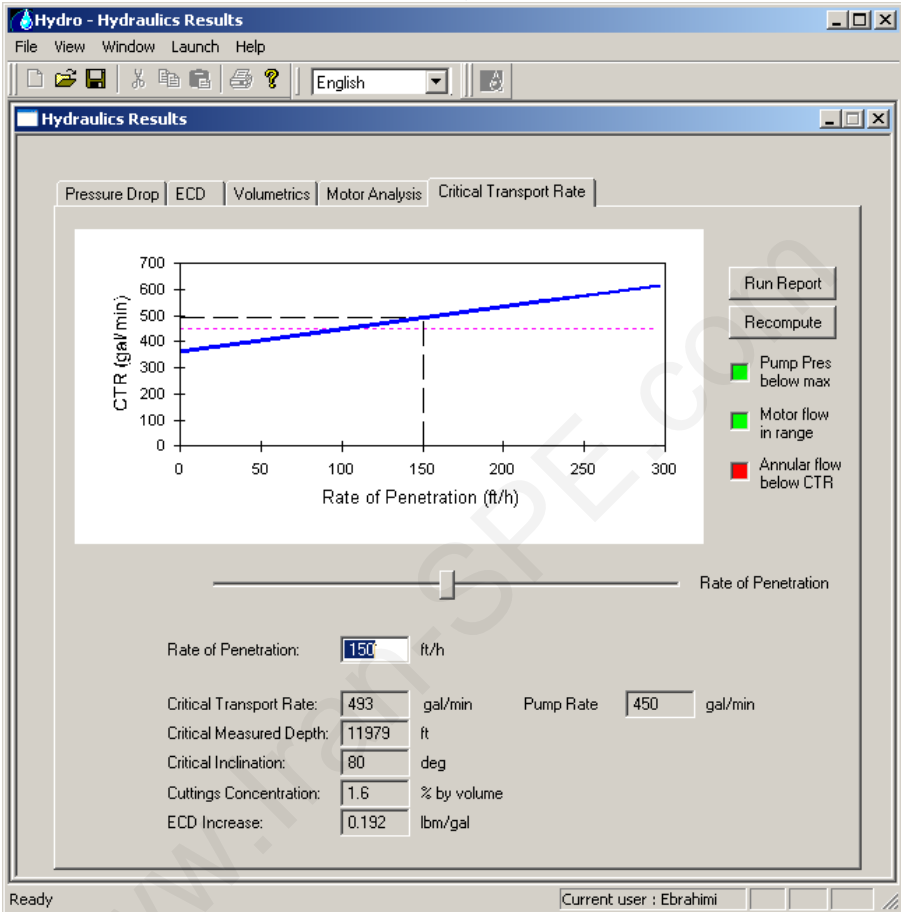 Hydro - Hydraulics Results
File View Window Launch Help
English
Hydraulics Results
Pressure Drop ECD Volumetrics Motor Analysis Critical Transport Rate
700
600
500
400
300
200
100
0
CTR (gal/min)
0 50 100 150 200 250 300
Rate of Penetration (ft/h)
Run Report
Recompute
Pump Pres
below max
Motor flow
in range
Annular flow
below CTR
Rate of Penetration
Rate of Penetration: 150 ft/h
Critical Transport Rate: 493 gal/min Pump Rate 450 gal/min
Critical Measured Depth: 11979 ft
Critical Inclination: 80 deg
Cuttings Concentration: 1.6 % by volume
ECD Increase: 0.192 lbm/gal
Ready Current user : Ebrahimi
www.Iran-SPE.com